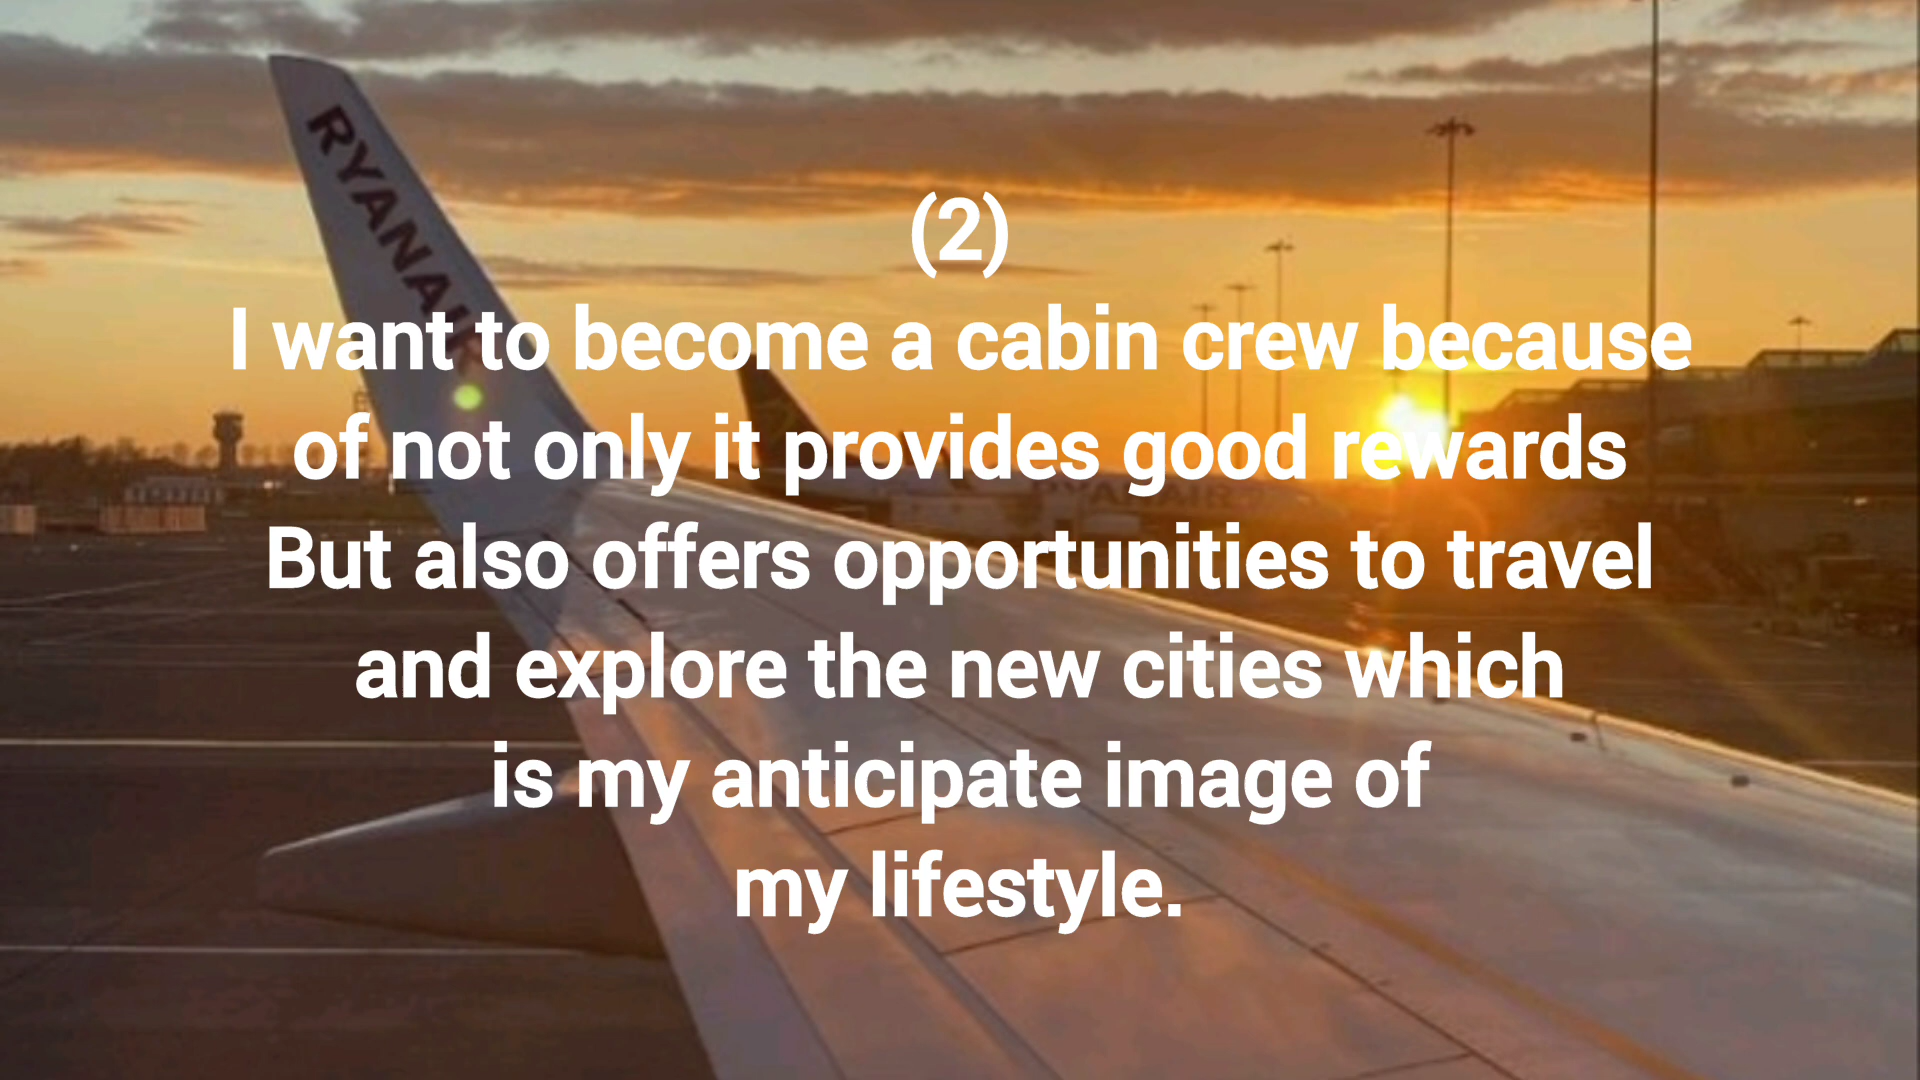 RYANAIR
(2)
I want to become a cabin crew because
of not only it provides good rewards
But also offers opportunities to travel
and explore the new cities which
is my anticipate image of
my lifestyle.